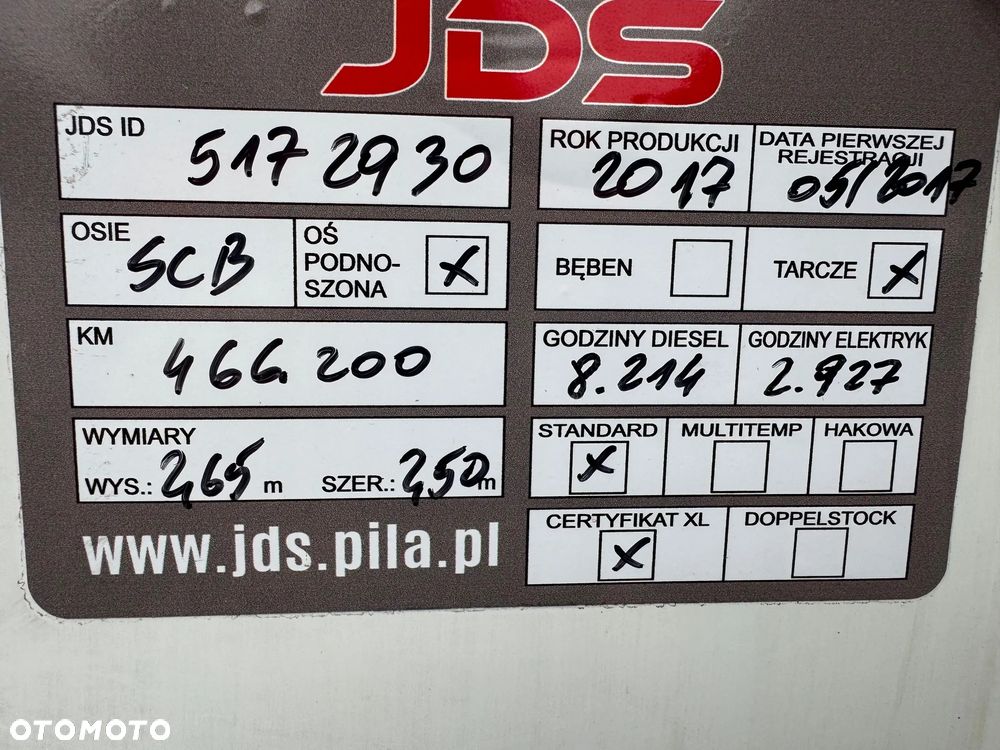 JDS
JDS ID 5172930
ROK PRODUKCJI 2017
DATA PIERWSZEJ REJESTRACJI 05/2017
OSIE SCB
OŚ PODNO-SZONA X
BĘBEN
TARCZE X
KM 466.200
GODZINY DIESEL 8.214
GODZINY ELEKTRYK 2.927
WYMIARY
WYS.: 2,65 m SZER.: 2,50 m
STANDARD X
MULTITEMP
HAKOWA
CERTYFIKAT XL X
DOPPELSTOCK
www.jds.pila.pl
OTOMOTO